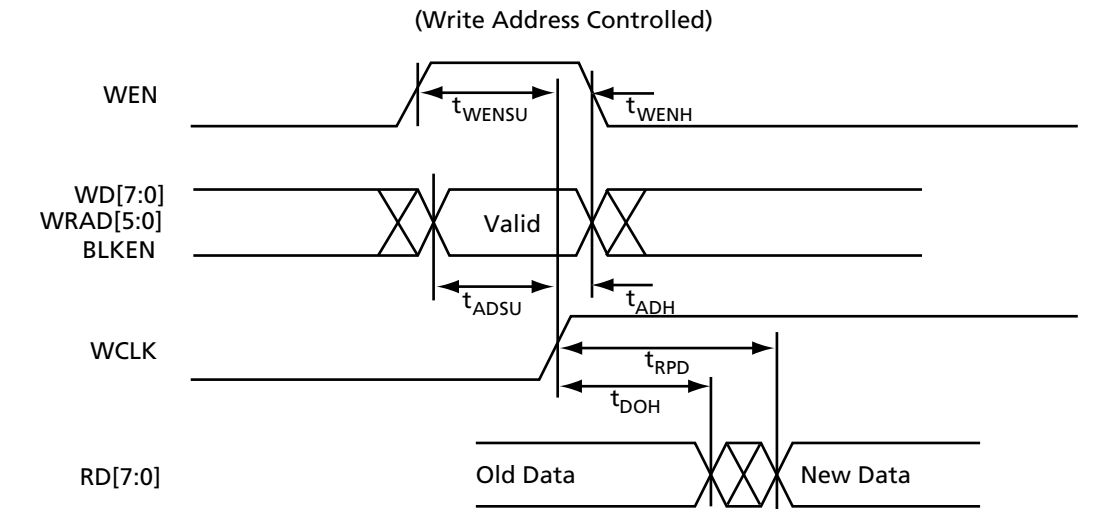 (Write Address Controlled)
WEN
tWENSU
tWENH
WD[7:0]
WRAD[5:0]
BLKEN
Valid
tADSU
tADH
WCLK
tRPD
tDOH
RD[7:0]
Old Data
New Data